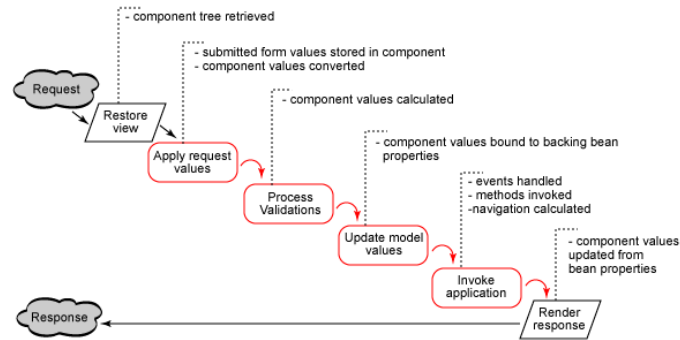 - component tree retrieved
- submitted form values stored in component
- component values converted
Request
- component values calculated
Restore
view
- component values bound to backing bean
properties
Apply request
values
- events handled
- methods invoked
-navigation calculated
Process
Validations
Update model
values
- component values
updated from
bean properties
Invoke
application
Response
Render
response